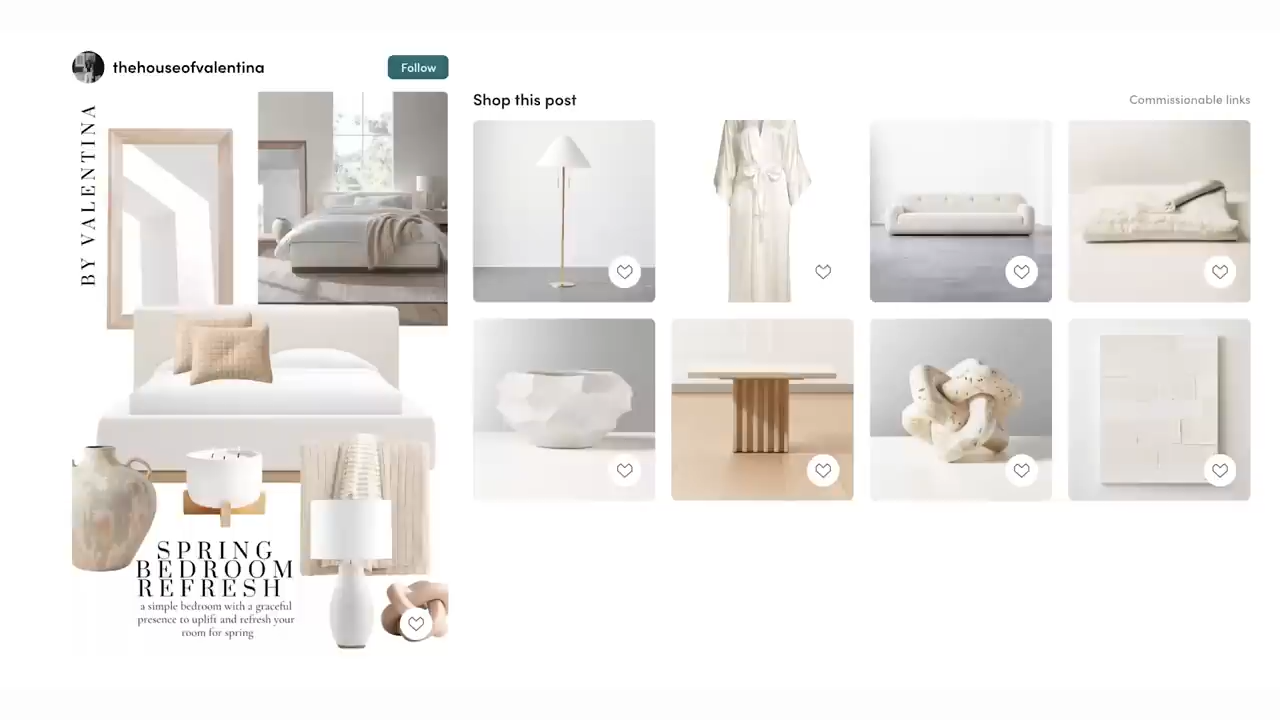 thehouseofvalentina
Follow
BY VALENTINA
SPRING
BEDROOM
REFRESH
a simple bedroom with a graceful
presence to uplift and refresh your
room for spring
Shop this post
Commissionable links